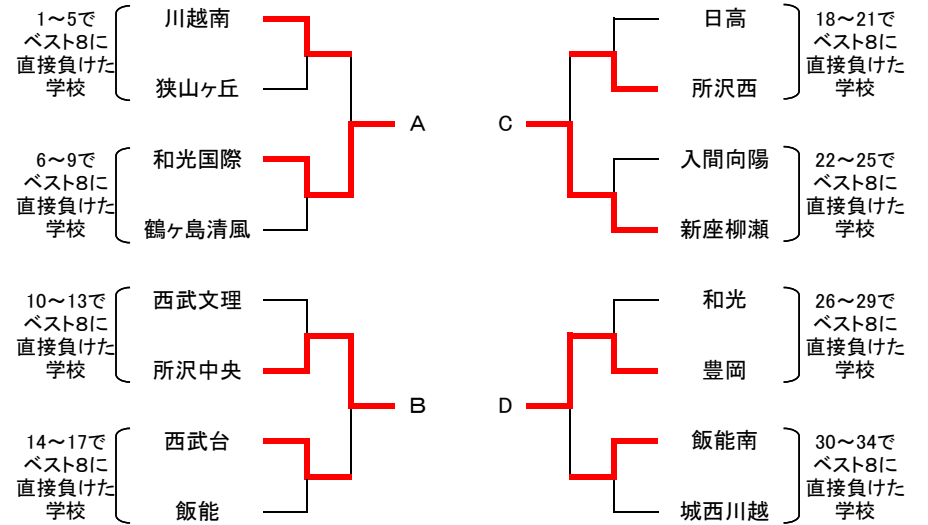 1～5で
ベスト8に
直接負けた
学校
川越南
狭山ヶ丘
6～9で
ベスト8に
直接負けた
学校
和光国際
鶴ヶ島清風
A
10～13で
ベスト8に
直接負けた
学校
西武文理
所沢中央
14～17で
ベスト8に
直接負けた
学校
西武台
飯能
B
日高
所沢西
18～21で
ベスト8に
直接負けた
学校
C
入間向陽
新座柳瀬
22～25で
ベスト8に
直接負けた
学校
和光
豊岡
26～29で
ベスト8に
直接負けた
学校
D
飯能南
城西川越
30～34で
ベスト8に
直接負けた
学校